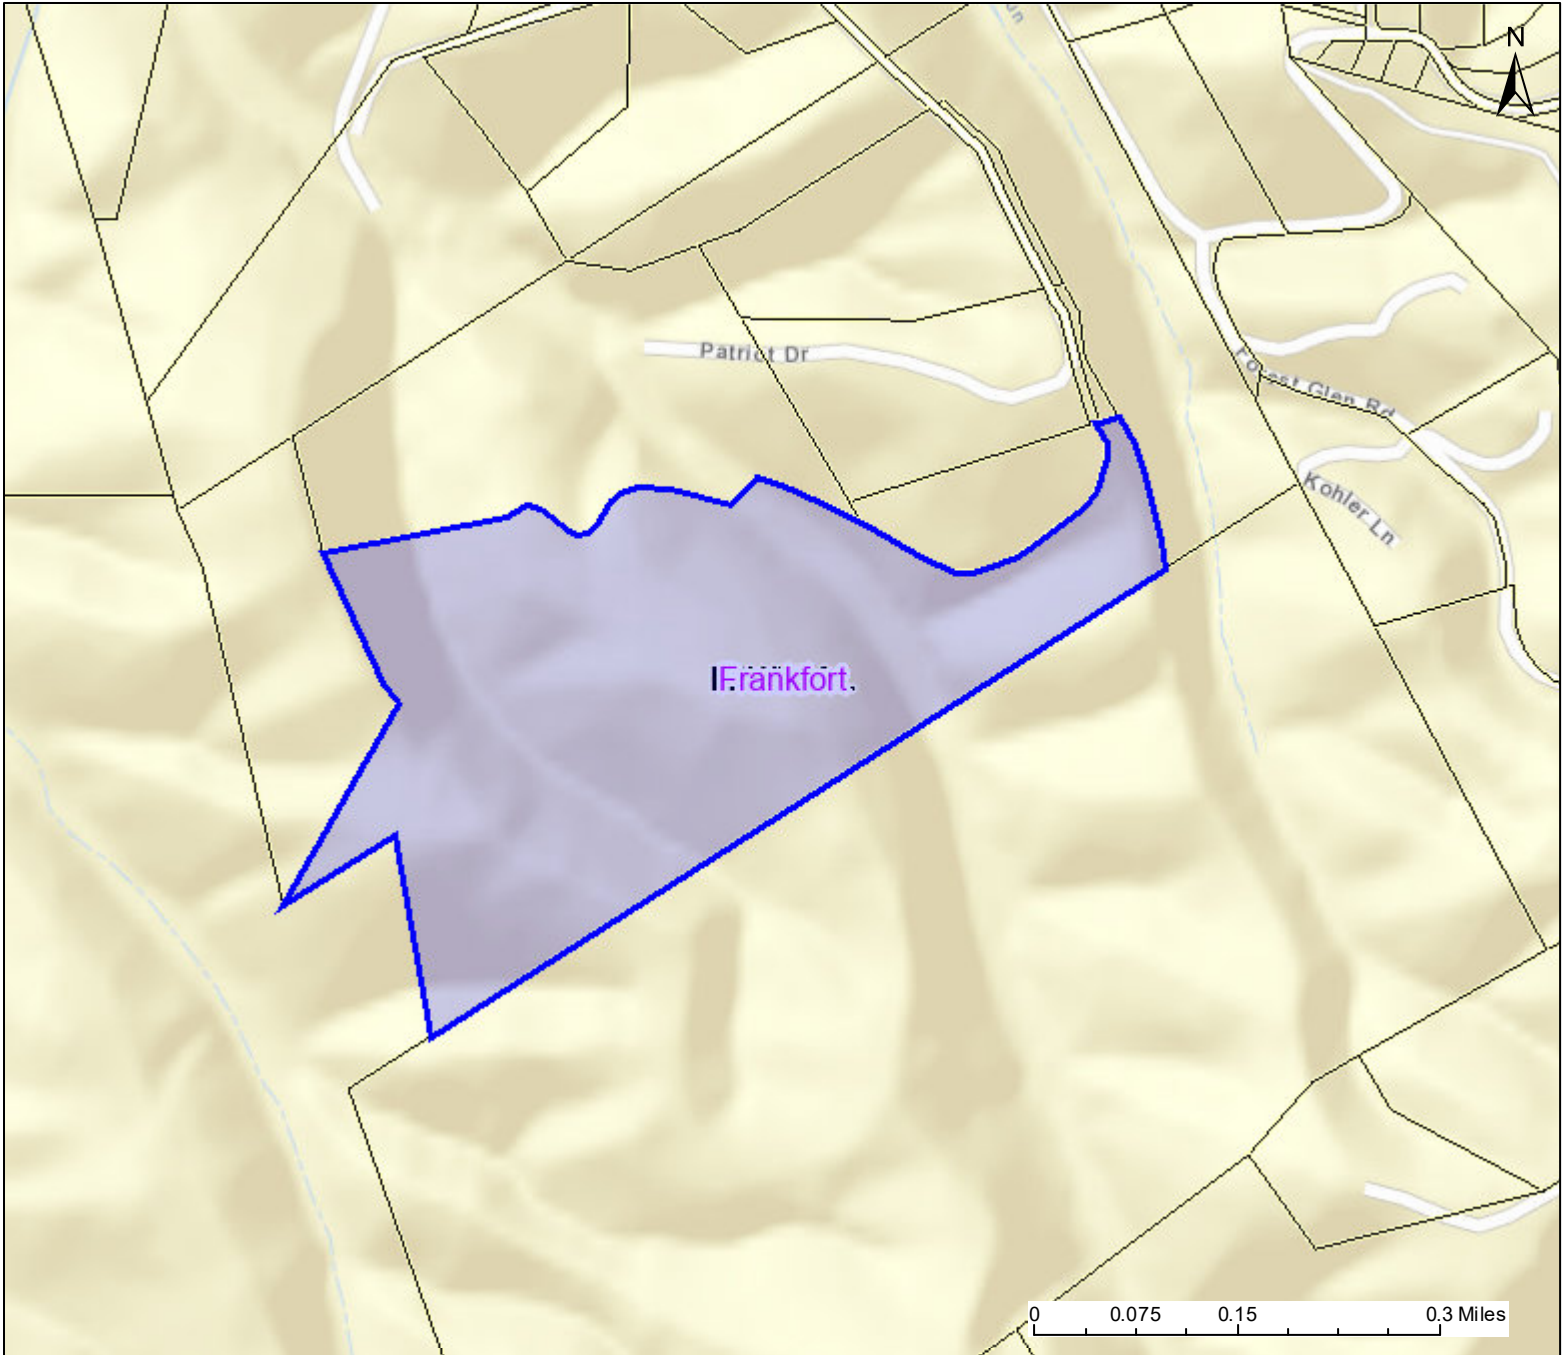 N
Patriot Dr
Forest Glen Rd
Kohler Ln
Frankfort
0 0.075 0.15 0.3 Miles